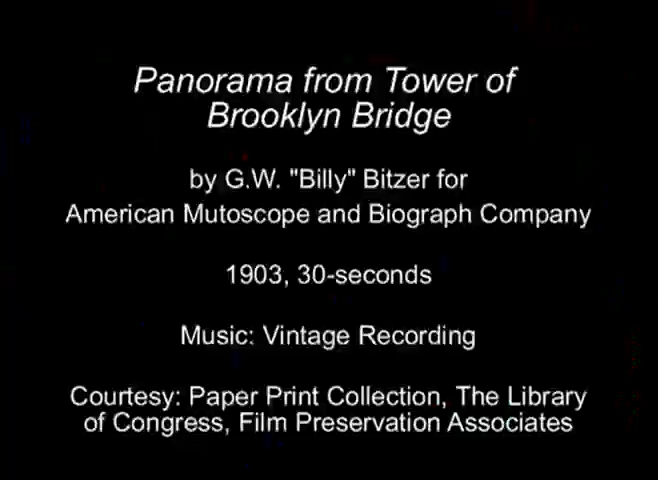 Panorama from Tower of
Brooklyn Bridge
by G.W. "Billy" Bitzer for
American Mutoscope and Biograph Company
1903, 30-seconds
Music: Vintage Recording
Courtesy: Paper Print Collection, The Library
of Congress, Film Preservation Associates